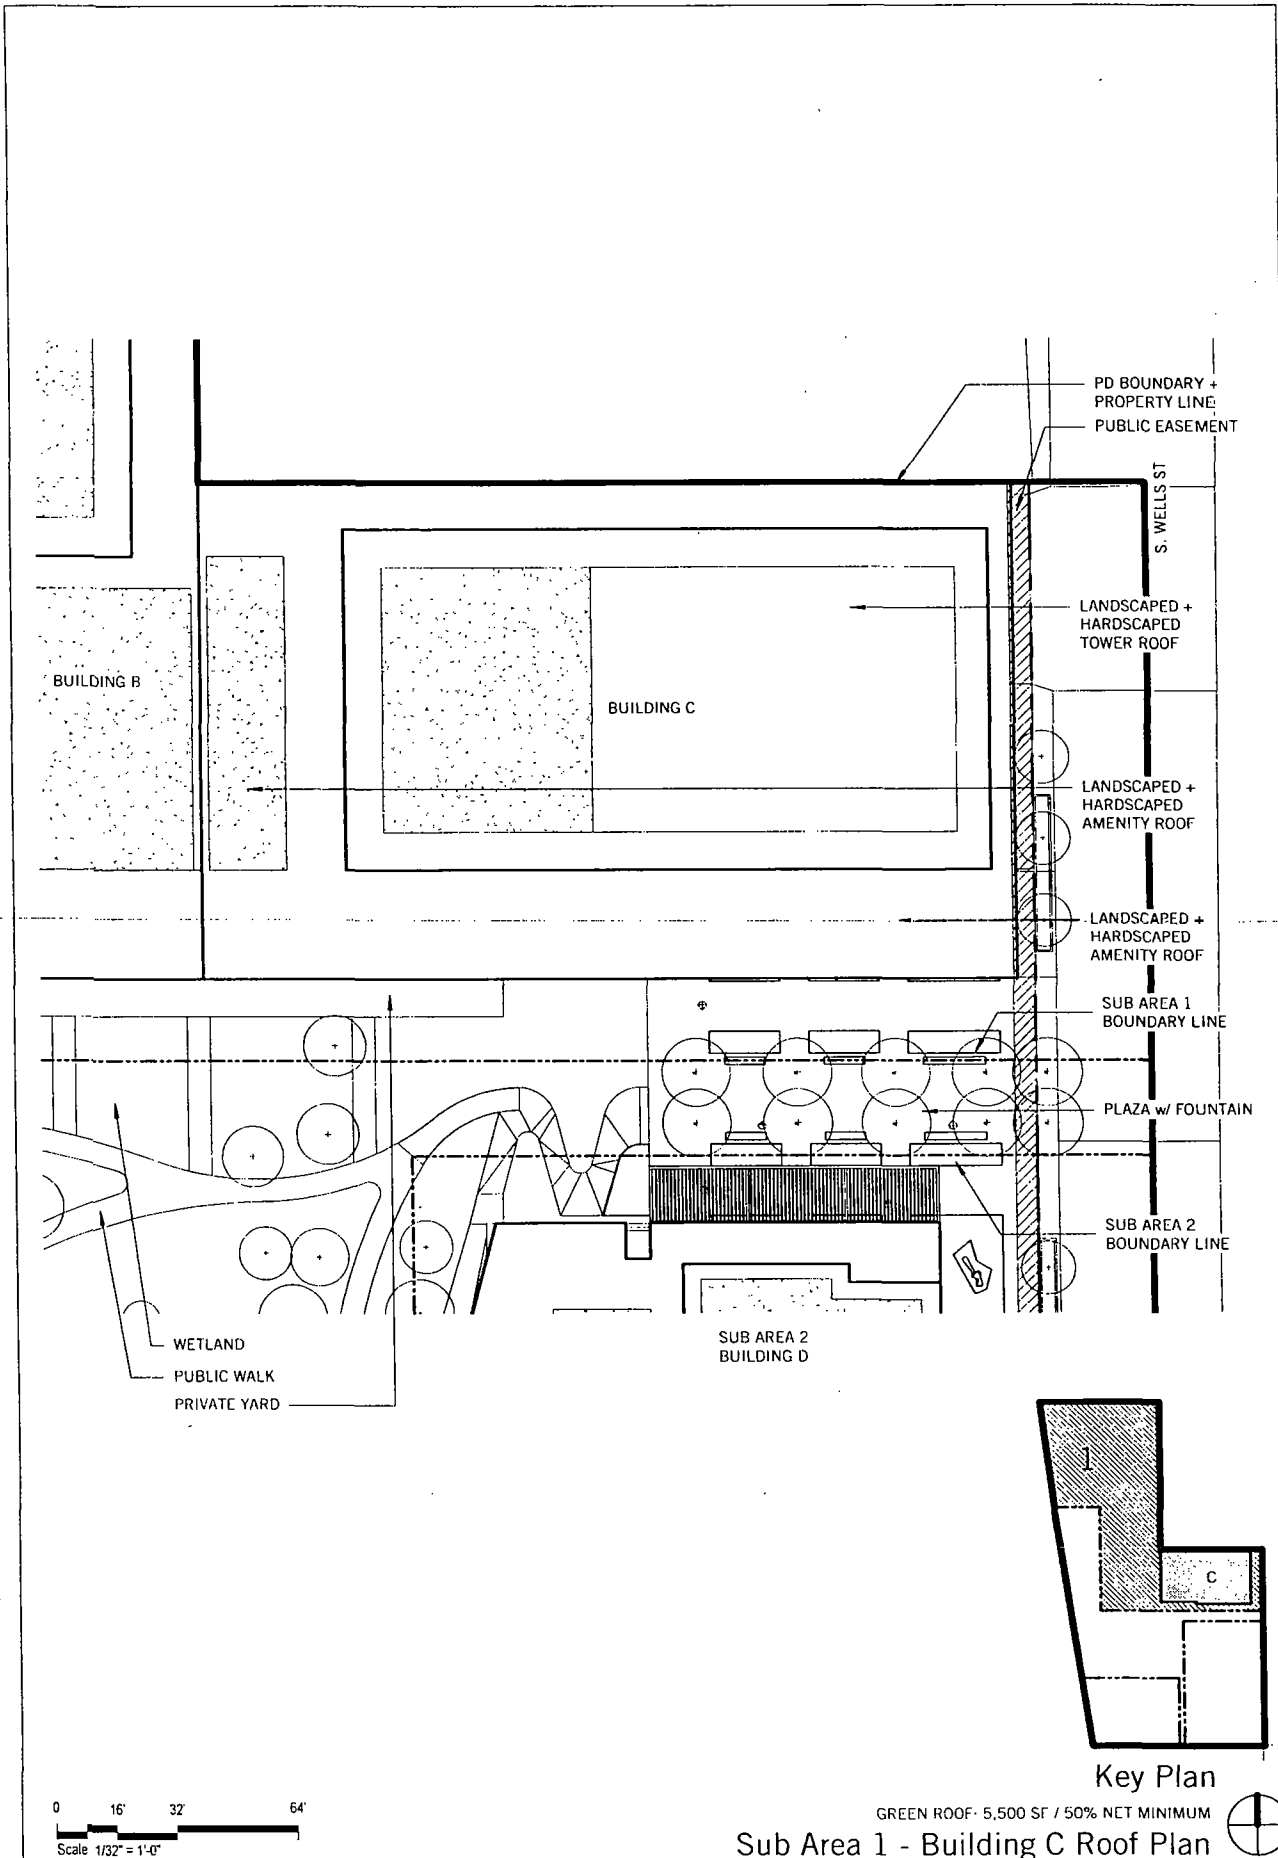 PD BOUNDARY +
PROPERTY LINE
PUBLIC EASEMENT
S. WELLS ST
LANDSCAPED +
HARDSCAPED
TOWER ROOF
BUILDING B
BUILDING C
LANDSCAPED +
HARDSCAPED
AMENITY ROOF
LANDSCAPED +
HARDSCAPED
AMENITY ROOF
SUB AREA 1
BOUNDARY LINE
PLAZA w/ FOUNTAIN
SUB AREA 2
BOUNDARY LINE
SUB AREA 2
BUILDING D
WETLAND
PUBLIC WALK
PRIVATE YARD
1
C
Key Plan
0 16' 32' 64'
Scale 1/32" = 1'-0"
GREEN ROOF: 5,500 SF / 50% NET MINIMUM
Sub Area 1 - Building C Roof Plan